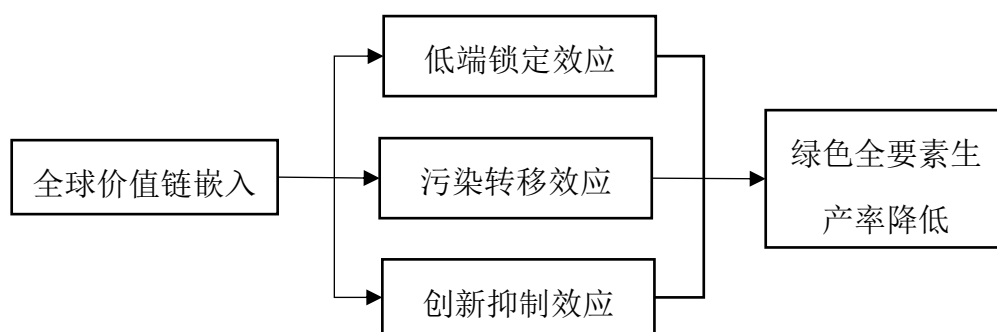 低端锁定效应
全球价值链嵌入
污染转移效应
创新抑制效应
绿色全要素生
产率降低